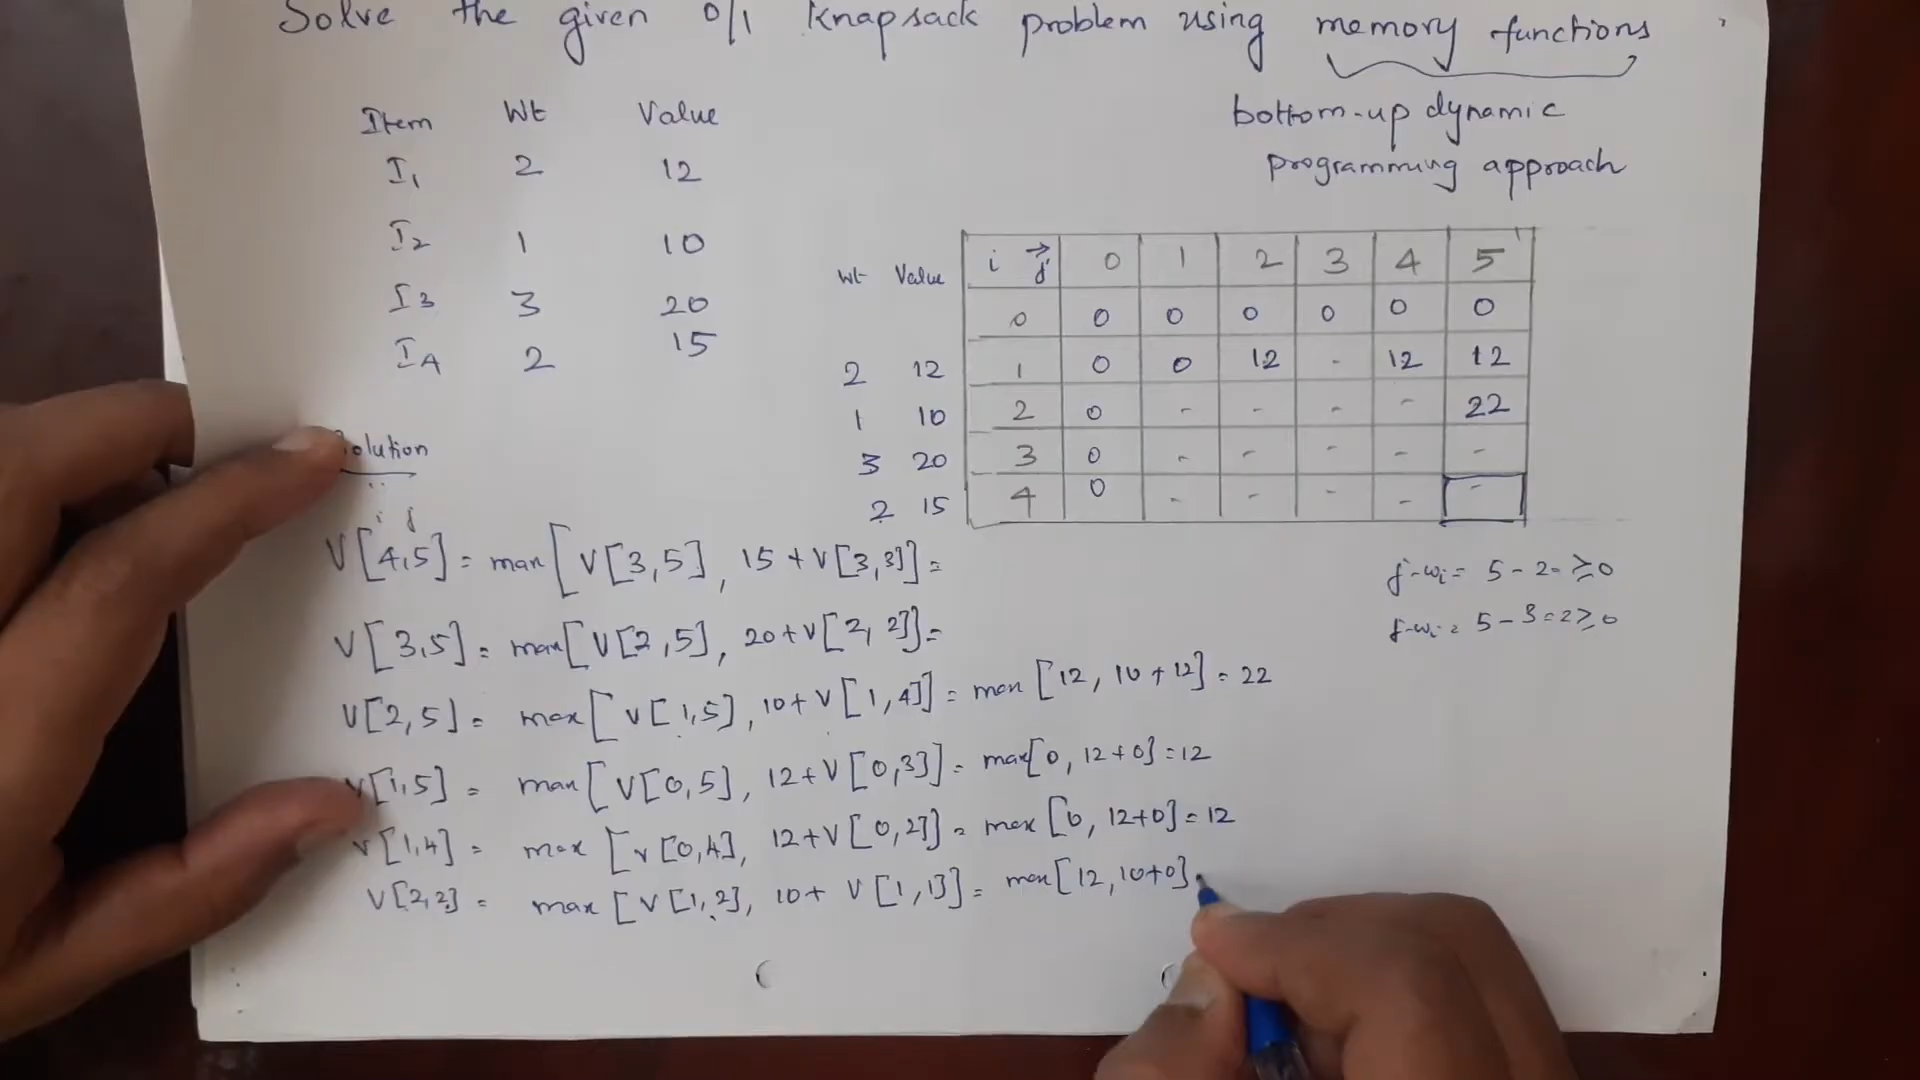 Solve the given 0/1 Knapsack problem using memory functions
bottom-up dynamic
programming approach
Item Wt Value
I1 2 12
I2 1 10
I3 3 20
I4 2 15
Wt Value i j→ 0 1 2 3 4 5
0 0 0 0 0 0 0
2 12 1 0 0 12 - 12 12
1 10 2 0 - - - - 22
3 20 3 0 - - - - -
2 15 4 0 - - - - -
olution
i j
V[4,5] = max[V[3,5], 15+V[3,3]] =
j-wi = 5-2 ≥0
V[3,5] = max[V[2,5], 20+V[2,2]] =
j-wi = 5-3=2≥0
V[2,5] = max[V[1,5], 10+V[1,4]] = max[12, 10+12] = 22
V[1,5] = max[V[0,5], 12+V[0,3]] = max[0, 12+0] = 12
V[1,4] = max[V[0,4], 12+V[0,2]] = max[0, 12+0] = 12
V[2,2] = max[V[1,2], 10+V[1,1]] = max[12, 10+0]